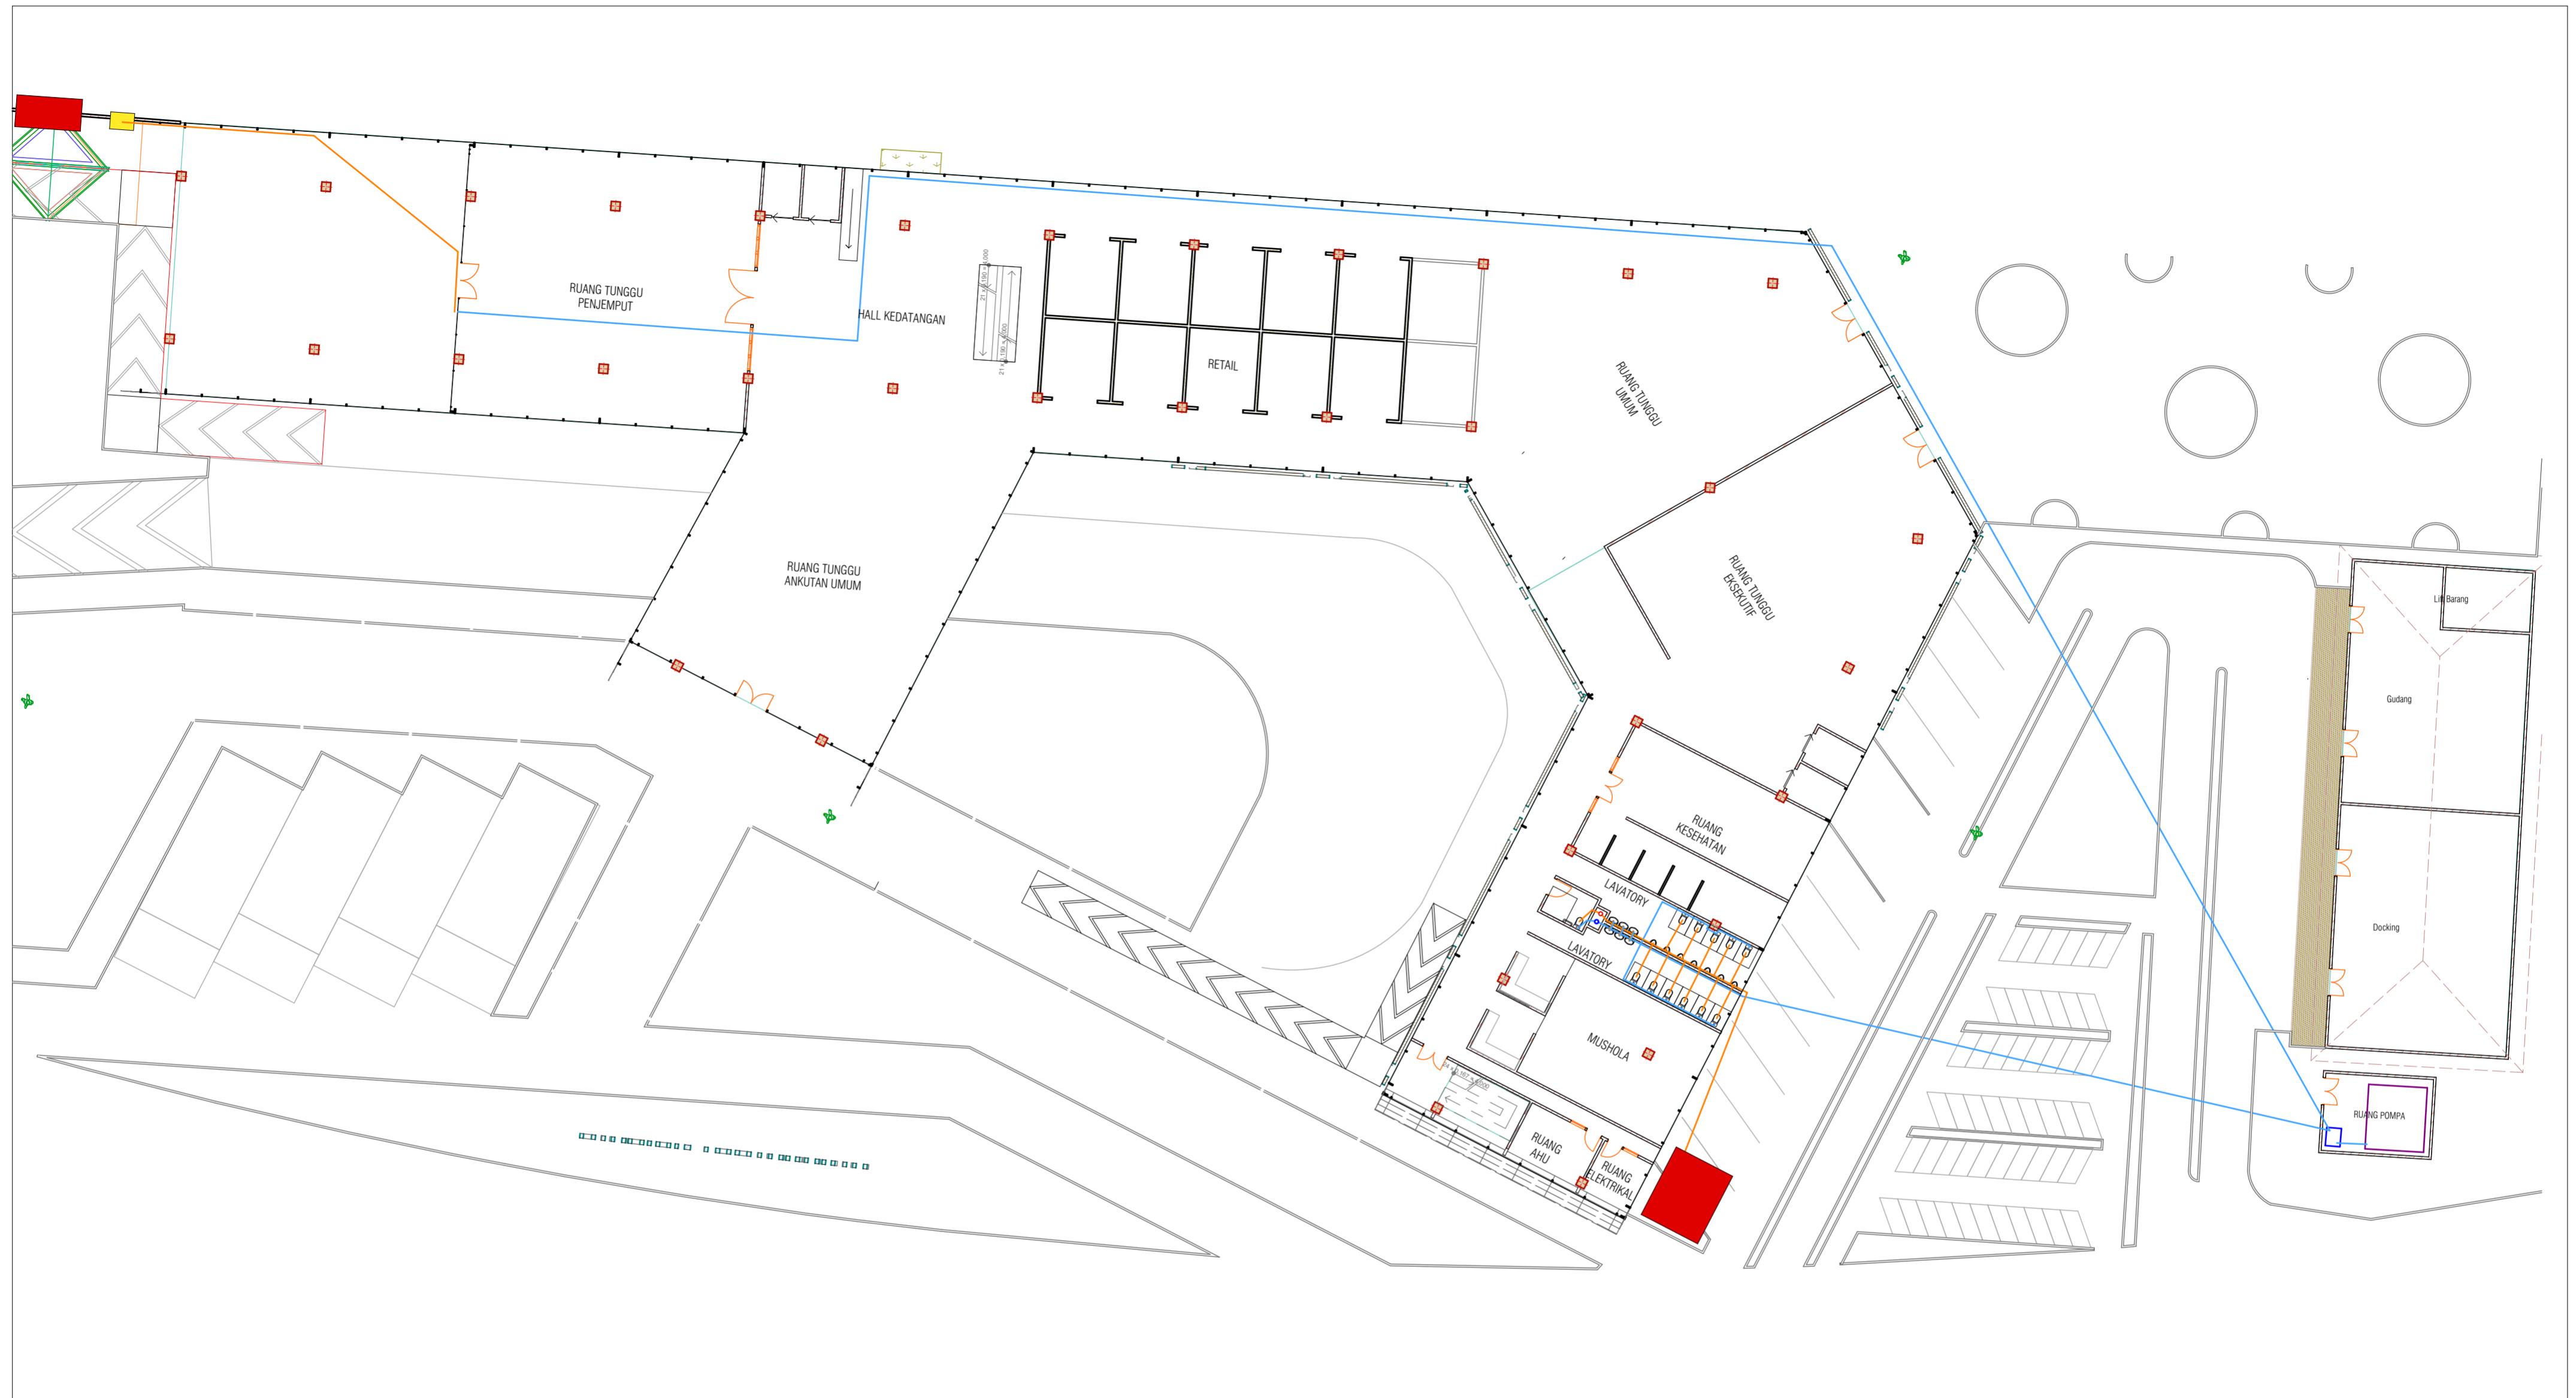 RUANG TUNGGU
PENJEMPUT
HALL KEDATANGAN
RETAIL
RUANG TUNGGU
UMUM
RUANG TUNGGU
ANKUTAN UMUM
RUANG TUNGGU
EKSEKUTIF
Lift Barang
Gudang
Docking
RUANG
KESEHATAN
LAVATORY
LAVATORY
MUSHOLA
RUANG
AHU
RUANG
ELEKTRIKAL
RUANG POMPA